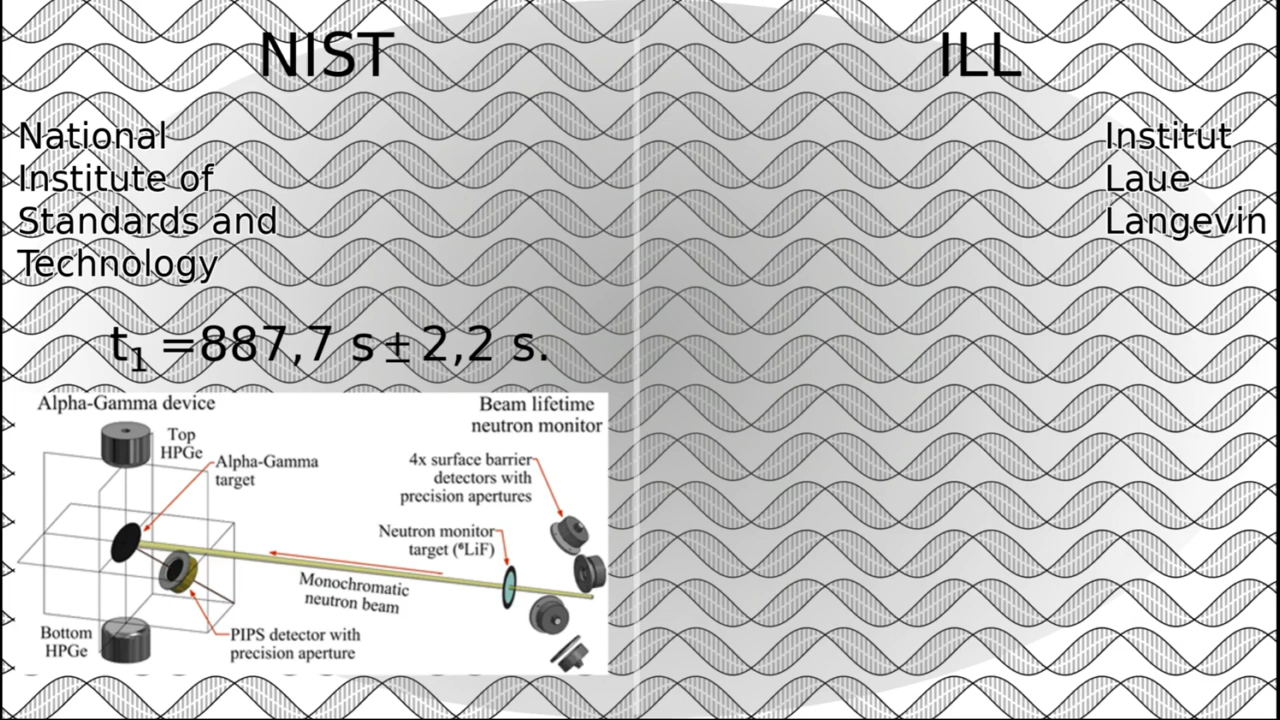 NIST
ILL
National
Institute of
Standards and
Technology
Institut
Laue
Langevin
t₁ =887,7 s ± 2,2 s.
Alpha-Gamma device
Beam lifetime
neutron monitor
Top
HPGe
Alpha-Gamma
target
4x surface barrier
detectors with
precision apertures
Neutron monitor
target (⁶LiF)
Monochromatic
neutron beam
Bottom
HPGe
PIPS detector with
precision aperture